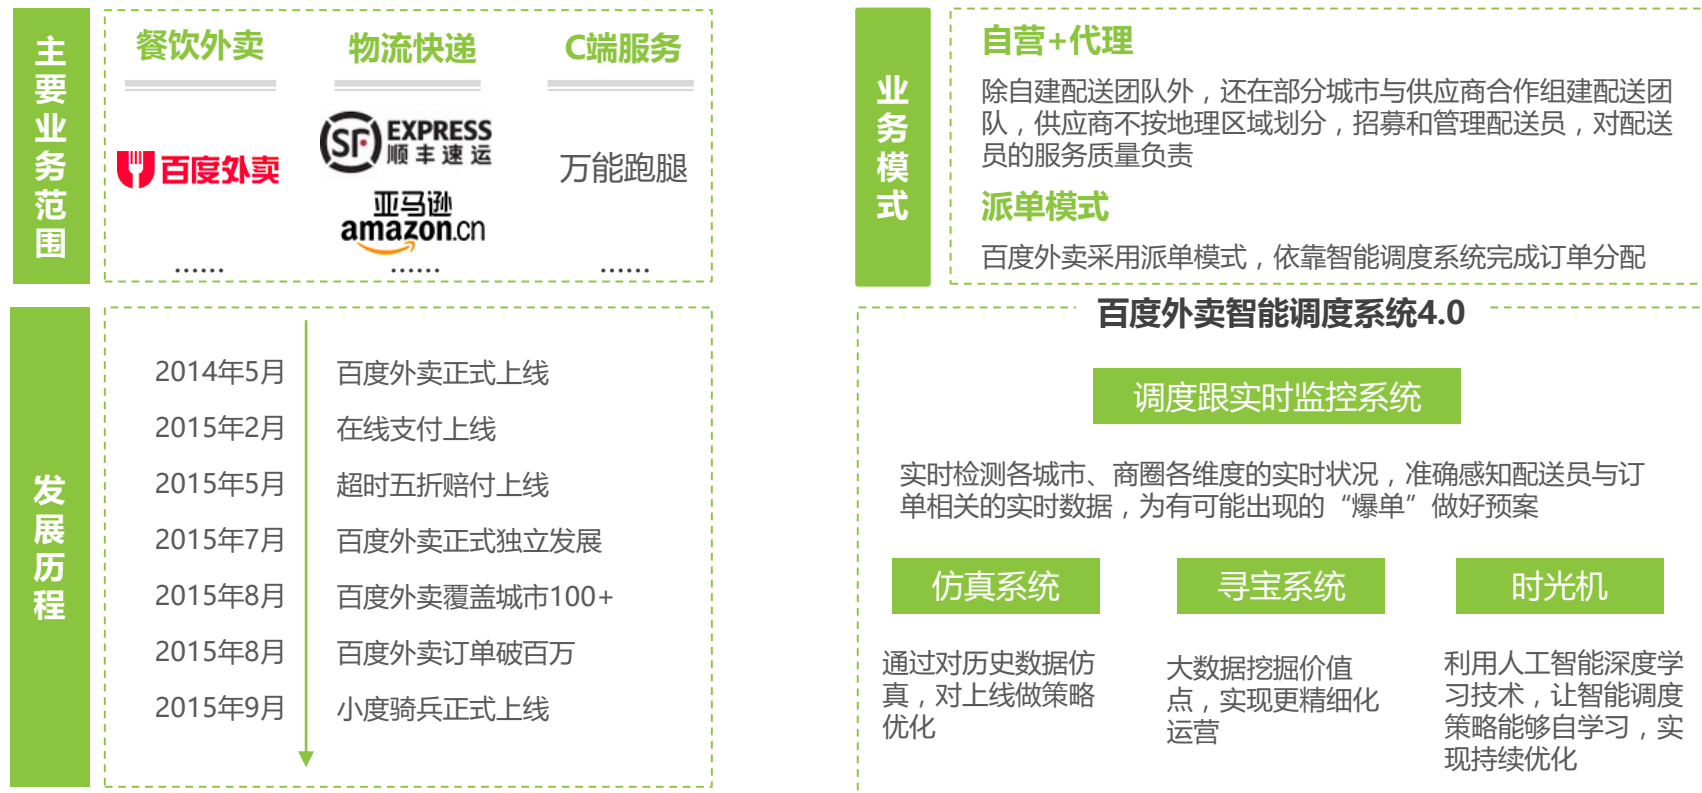 主要业务范围
餐饮外卖
物流快递
C端服务
百度外卖
SF EXPRESS
顺丰速运
亚马逊
amazon.cn
万能跑腿
……
……
……
业务模式
自营+代理
除自建配送团队外，还在部分城市与供应商合作组建配送团
队，供应商不按地理区域划分，招募和管理配送员，对配送
员的服务质量负责
派单模式
百度外卖采用派单模式，依靠智能调度系统完成订单分配
发展历程
2014年5月 百度外卖正式上线
2015年2月 在线支付上线
2015年5月 超时五折赔付上线
2015年7月 百度外卖正式独立发展
2015年8月 百度外卖覆盖城市100+
2015年8月 百度外卖订单破百万
2015年9月 小度骑兵正式上线
百度外卖智能调度系统4.0
调度跟实时监控系统
实时检测各城市、商圈各维度的实时状况，准确感知配送员与订
单相关的实时数据，为有可能出现的“爆单”做好预案
仿真系统
通过对历史数据仿
真，对上线做策略
优化
寻宝系统
大数据挖掘价值
点，实现更精细化
运营
时光机
利用人工智能深度学
习技术，让智能调度
策略能够自学习，实
现持续优化